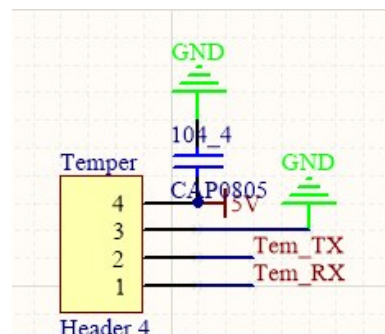 GND
104_4
Temper
GND
CAP0805
4
5V
3
Tem_TX
2
Tem_RX
1
Header 4